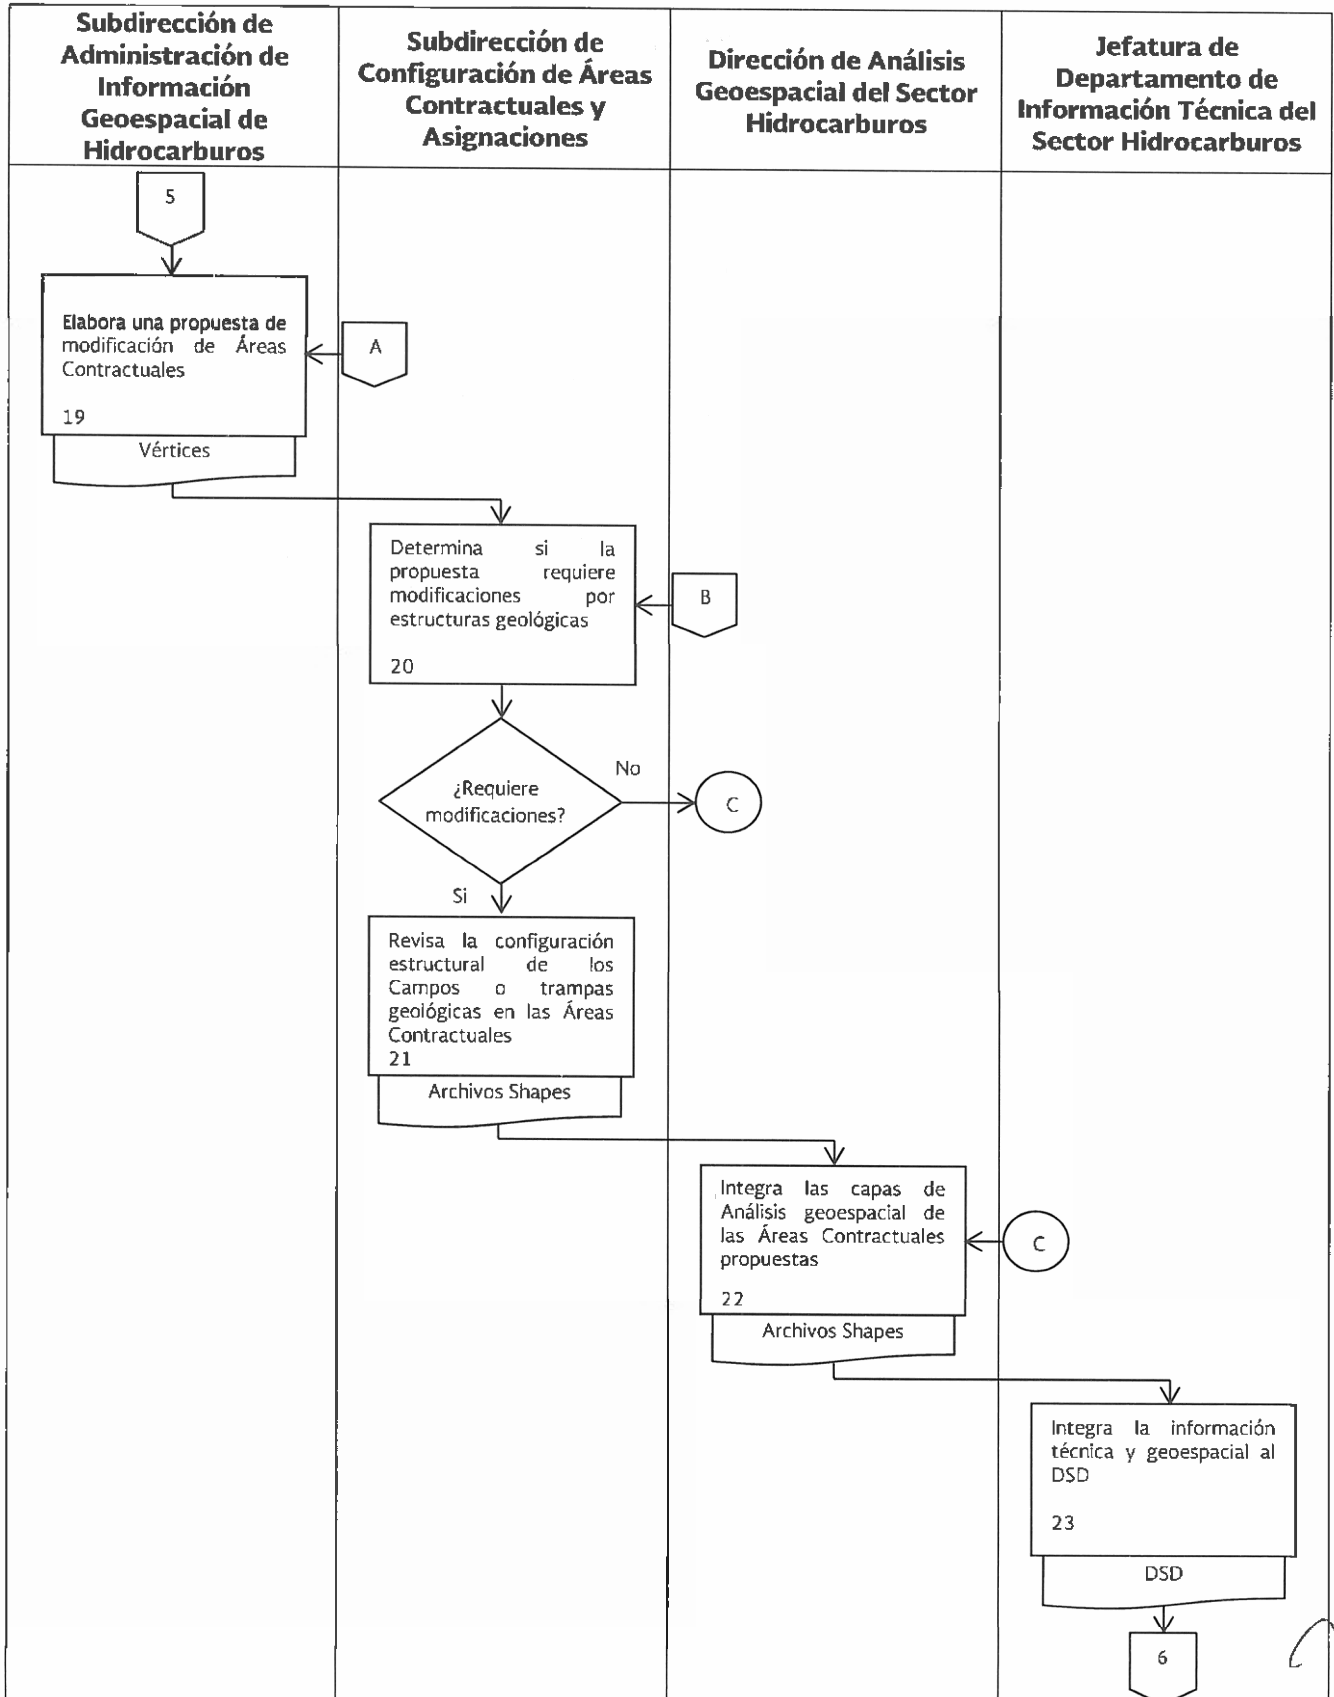 Subdirección de
Administración de
Información
Geoespacial de
Hidrocarburos
Subdirección de
Configuración de Áreas
Contractuales y
Asignaciones
Dirección de Análisis
Geoespacial del Sector
Hidrocarburos
Jefatura de
Departamento de
Información Técnica del
Sector Hidrocarburos
5
Elabora una propuesta de
modificación de Áreas
Contractuales
19
A
Vértices
Determina si la
propuesta requiere
modificaciones por
estructuras geológicas
20
B
¿Requiere
modificaciones?
No
C
Si
Revisa la configuración
estructural de los
Campos o trampas
geológicas en las Áreas
Contractuales
21
Archivos Shapes
Integra las capas de
Análisis geoespacial de
las Áreas Contractuales
propuestas
22
C
Archivos Shapes
Integra la información
técnica y geoespacial al
DSD
23
DSD
6